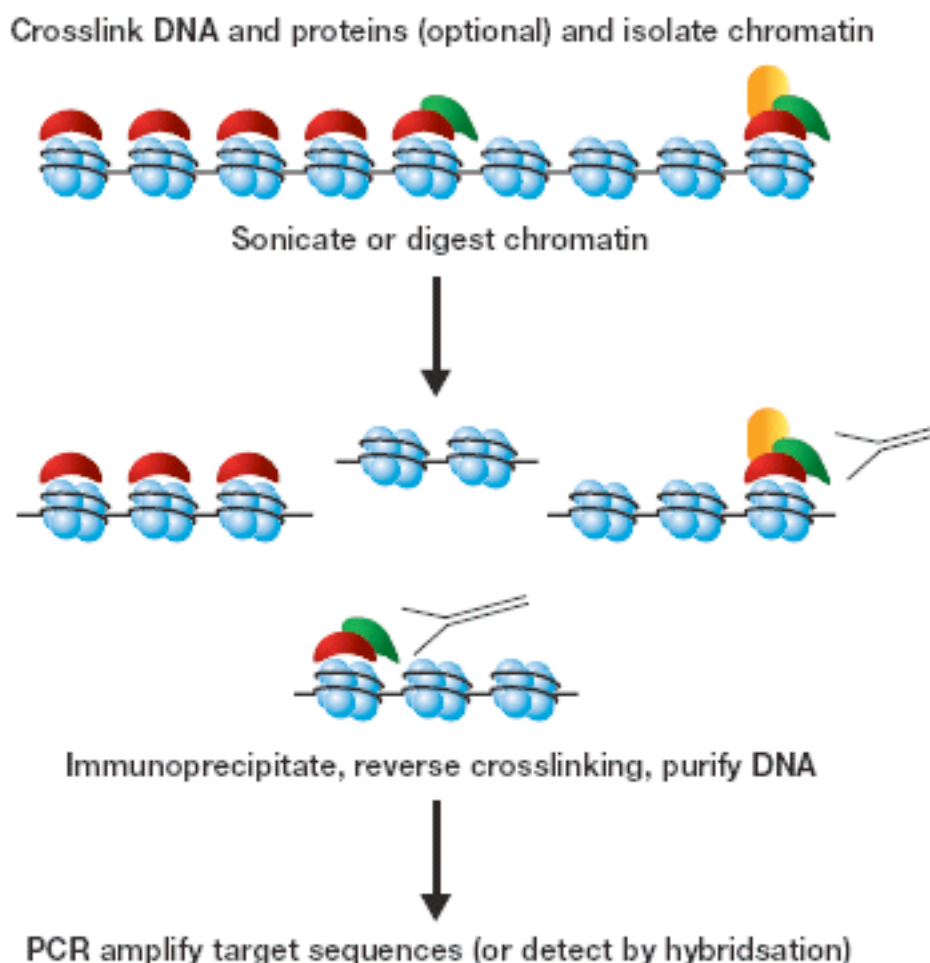 Crosslink DNA and proteins (optional) and isolate chromatin
Sonicate or digest chromatin
Immunoprecipitate, reverse crosslinking, purify DNA
PCR amplify target sequences (or detect by hybridsation)